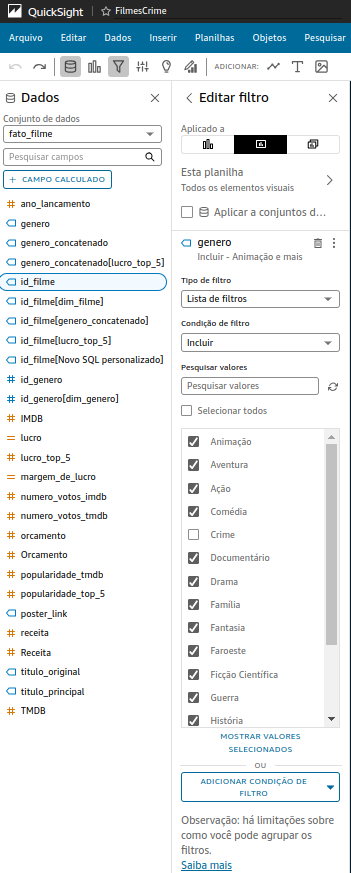 QuickSight
FilmesCrime
Arquivo Editar Dados Inserir Planilhas Objetos Pesquisar
ADICIONAR:
Dados
Conjunto de dados
fato_filme
Pesquisar campos
CAMPO CALCULADO
ano_lancamento
genero
genero_concatenado
genero_concatenado[lucro_top_5]
id_filme
id_filme[dim_filme]
id_filme[genero_concatenado]
id_filme[lucro_top_5]
id_filme[Novo SQL personalizado]
id_genero
id_genero[dim_genero]
IMDB
lucro
lucro_top_5
margem_de_lucro
numero_votos_imdb
numero_votos_tmdb
orcamento
Orcamento
popularidade_tmdb
popularidade_top_5
poster_link
receita
Receita
titulo_original
titulo_principal
TMDB
Editar filtro
Aplicado a
Esta planilha
Todos os elementos visuais
Aplicar a conjuntos d...
genero
Incluir - Animação e mais
Tipo de filtro
Lista de filtros
Condição de filtro
Incluir
Pesquisar valores
Pesquisar valores
Selecionar todos
Animação
Aventura
Ação
Comédia
Crime
Documentário
Drama
Família
Fantasia
Faroeste
Ficção Científica
Guerra
História
MOSTRAR VALORES
SELECIONADOS
OU
ADICIONAR CONDIÇÃO DE
FILTRO
Observação: há limitações sobre
como você pode agrupar os
filtros.
Saiba mais